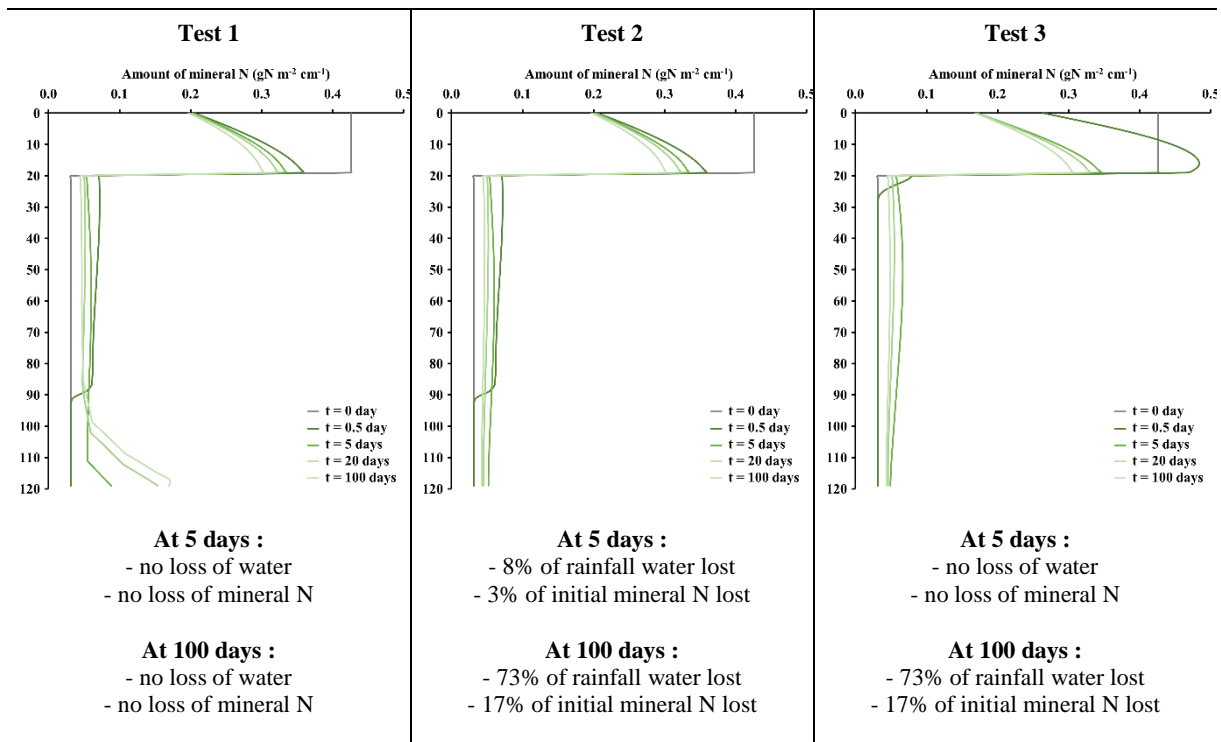 Test 1
Amount of mineral N (gN m⁻² cm⁻¹)
0.0 0.1 0.2 0.3 0.4 0.5
0
10
20
30
40
50
60
70
80
90
100
110
120
t = 0 day
t = 0.5 day
t = 5 days
t = 20 days
t = 100 days
At 5 days :
- no loss of water
- no loss of mineral N
At 100 days :
- no loss of water
- no loss of mineral N
Test 2
Amount of mineral N (gN m⁻² cm⁻¹)
0.0 0.1 0.2 0.3 0.4 0.5
0
10
20
30
40
50
60
70
80
90
100
110
120
t = 0 day
t = 0.5 day
t = 5 days
t = 20 days
t = 100 days
At 5 days :
- 8% of rainfall water lost
- 3% of initial mineral N lost
At 100 days :
- 73% of rainfall water lost
- 17% of initial mineral N lost
Test 3
Amount of mineral N (gN m⁻² cm⁻¹)
0.0 0.1 0.2 0.3 0.4 0.5
0
10
20
30
40
50
60
70
80
90
100
110
120
t = 0 day
t = 0.5 day
t = 5 days
t = 20 days
t = 100 days
At 5 days :
- no loss of water
- no loss of mineral N
At 100 days :
- 73% of rainfall water lost
- 17% of initial mineral N lost